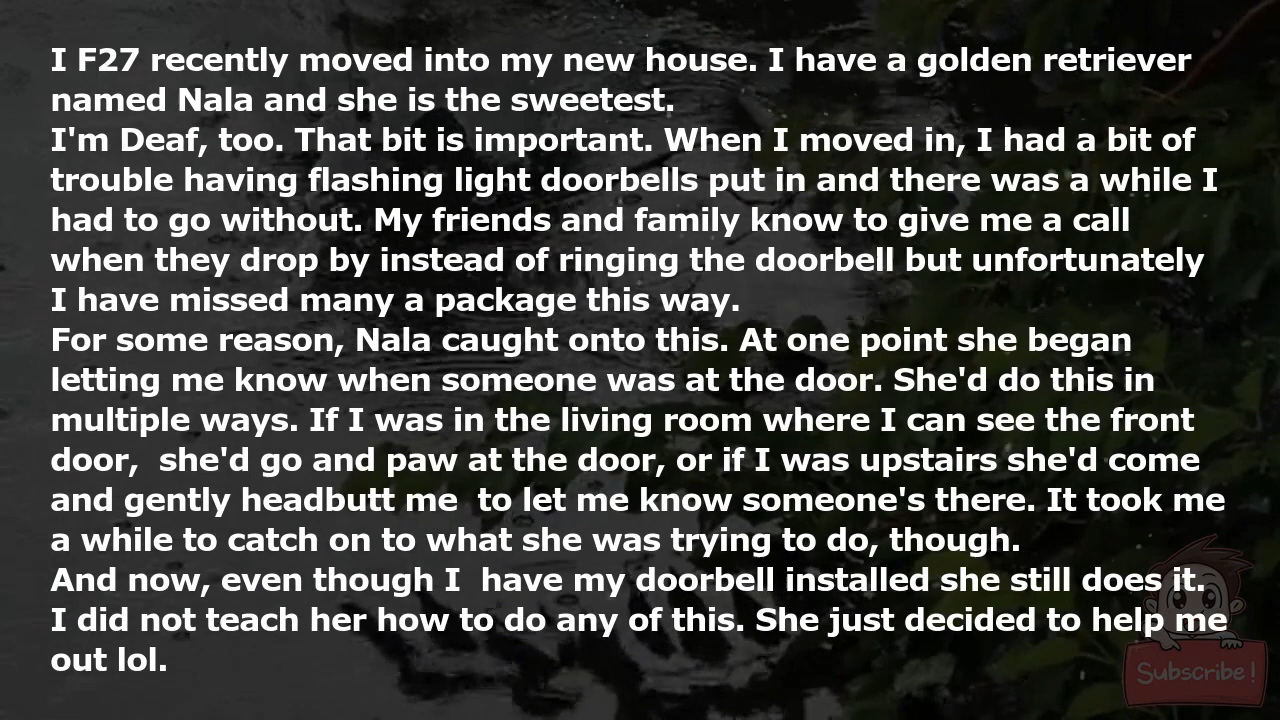 I F27 recently moved into my new house. I have a golden retriever
named Nala and she is the sweetest.
I'm Deaf, too. That bit is important. When I moved in, I had a bit of
trouble having flashing light doorbells put in and there was a while I
had to go without. My friends and family know to give me a call
when they drop by instead of ringing the doorbell but unfortunately
I have missed many a package this way.
For some reason, Nala caught onto this. At one point she began
letting me know when someone was at the door. She'd do this in
multiple ways. If I was in the living room where I can see the front
door,  she'd go and paw at the door, or if I was upstairs she'd come
and gently headbutt me  to let me know someone's there. It took me
a while to catch on to what she was trying to do, though.
And now, even though I  have my doorbell installed she still does it.
I did not teach her how to do any of this. She just decided to help me
out lol.
Subscribe!